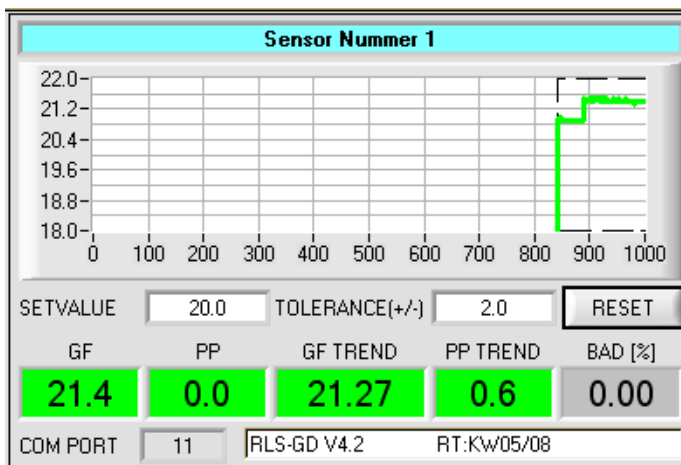 Sensor Nummer 1
22.0-
21.2-
20.4-
19.6-
18.8-
18.0-
0 100 200 300 400 500 600 700 800 900 1000
SETVALUE 20.0 TOLERANCE(+/-) 2.0 RESET
GF PP GF TREND PP TREND BAD [%]
21.4 0.0 21.27 0.6 0.00
COM PORT 11 RLS-GD V4.2 RT:KW05/08